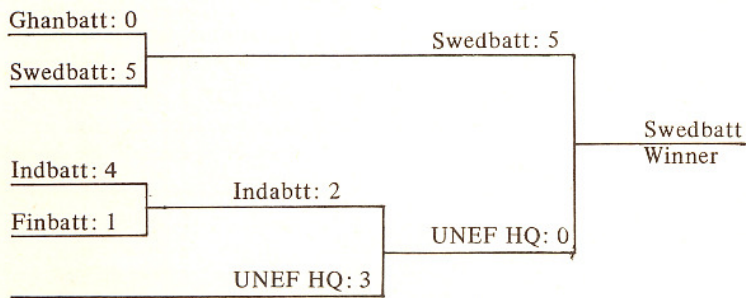 Ghanbatt: 0
Swedbatt: 5
Swedbatt: 5
Swedbatt
Winner
Indbatt: 4
Indabtt: 2
Finbatt: 1
UNEF HQ: 0
UNEF HQ: 3